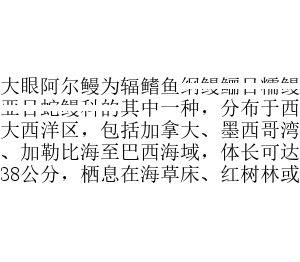 大眼阿尔鳗为辐鳍鱼纲鳗鲡目糯鳗
亚目蛇鳗科的其中一种，分布于西
大西洋区，包括加拿大、墨西哥湾
、加勒比海至巴西海域，体长可达
38公分，栖息在海草床、红树林或